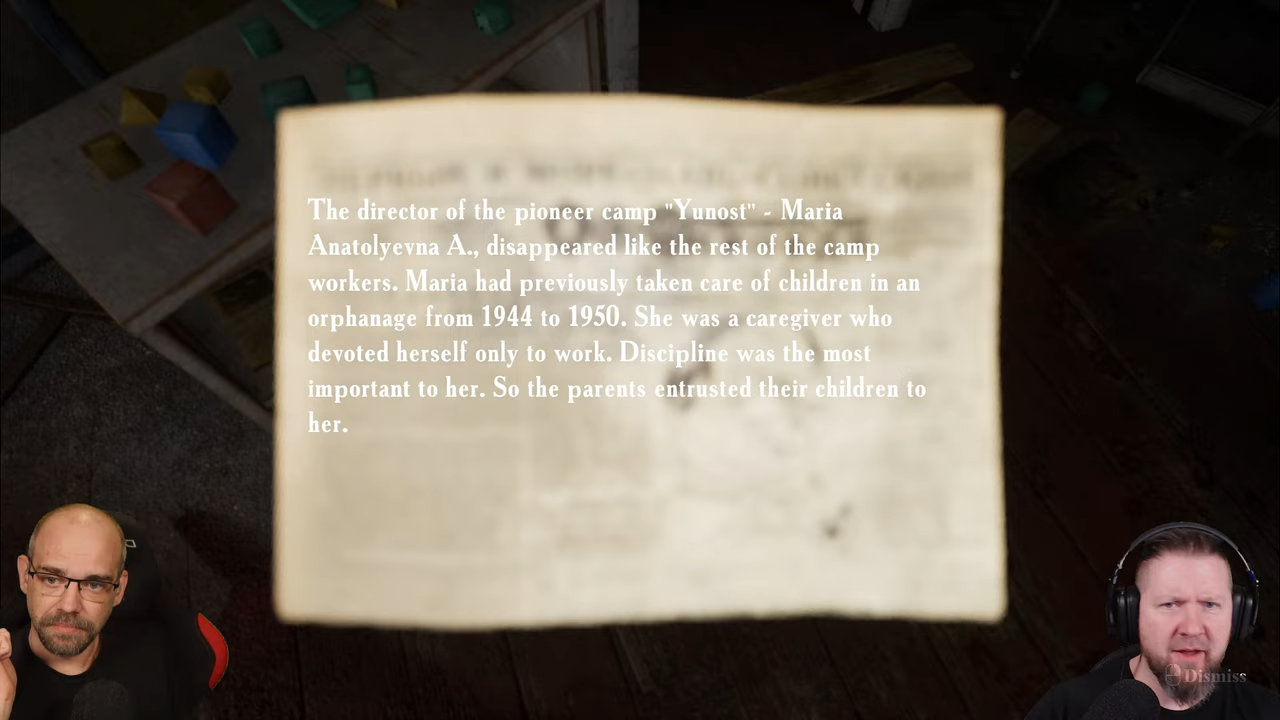 The director of the pioneer camp "Yunost" - Maria
Anatolyevna A., disappeared like the rest of the camp
workers. Maria had previously taken care of children in an
orphanage from 1944 to 1950. She was a caregiver who
devoted herself only to work. Discipline was the most
important to her. So the parents entrusted their children to
her.
Dismiss